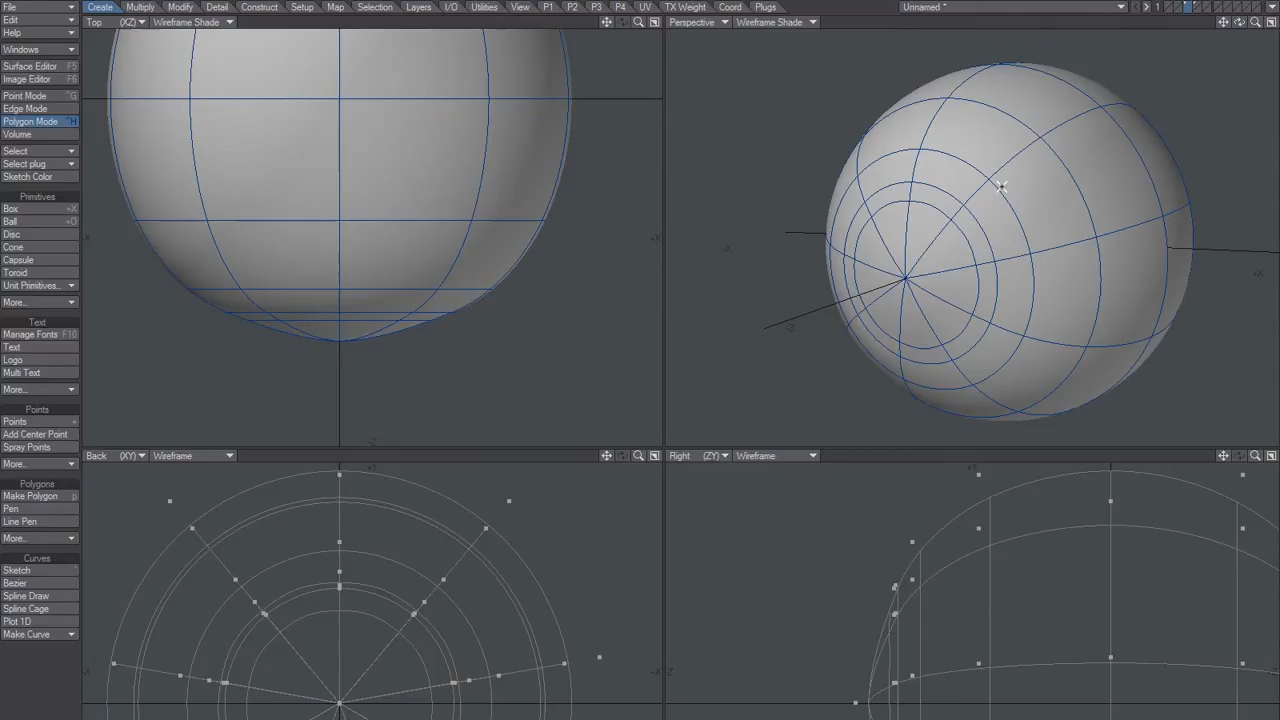 File Create Multiply Modify Detail Construct Setup Map Selection Layers I/O Utilities View P1 P2 P3 P4 UV TX Weight Coord Plugs Unnamed * 1
Edit Top (XZ) Wireframe Shade Perspective Wireframe Shade
Help
Windows
Surface Editor F5
Image Editor F6
Point Mode ^G
Edge Mode
Polygon Mode ^H
Volume
Select
Select plug
Sketch Color
Primitives
Box +X
Ball +O
Disc
-X +X -X
Cone
Capsule
Toroid +X
Unit Primitives...
More...
Text -Z
Manage Fonts F10
Text
Logo
Multi Text
More...
Points
Points +
Add Center Point
-Z
Spray Points
Back (XY) Wireframe Right (ZY) Wireframe
More... +Y +Y
Polygons
Make Polygon p
Pen
Line Pen
More...
Curves
Sketch
Bezier
Spline Draw
Spline Cage
Plot 1D
Make Curve
-X +X -Z